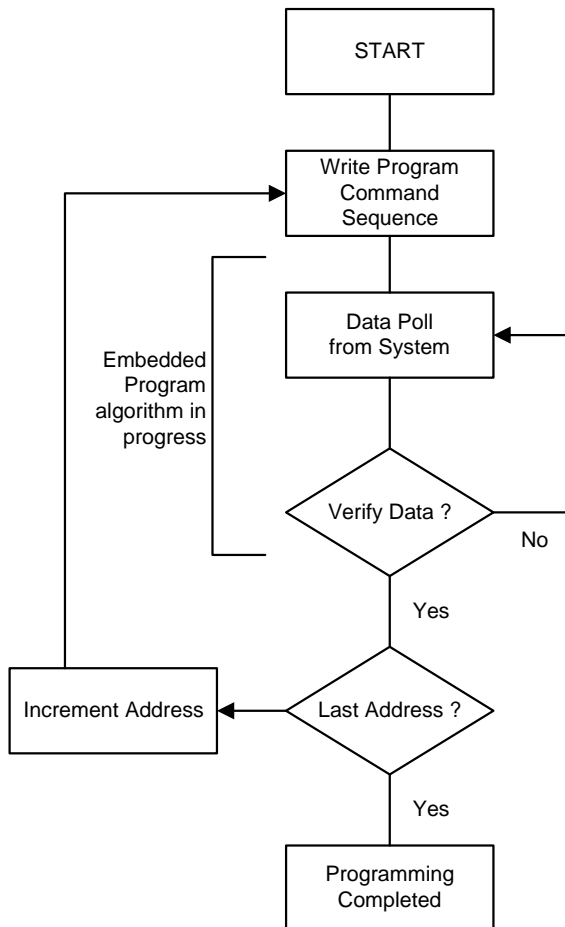 START
Write Program
Command
Sequence
Data Poll
from System
Embedded
Program
algorithm in
progress
Verify Data ?
No
Yes
Increment Address
Last Address ?
Yes
Programming
Completed